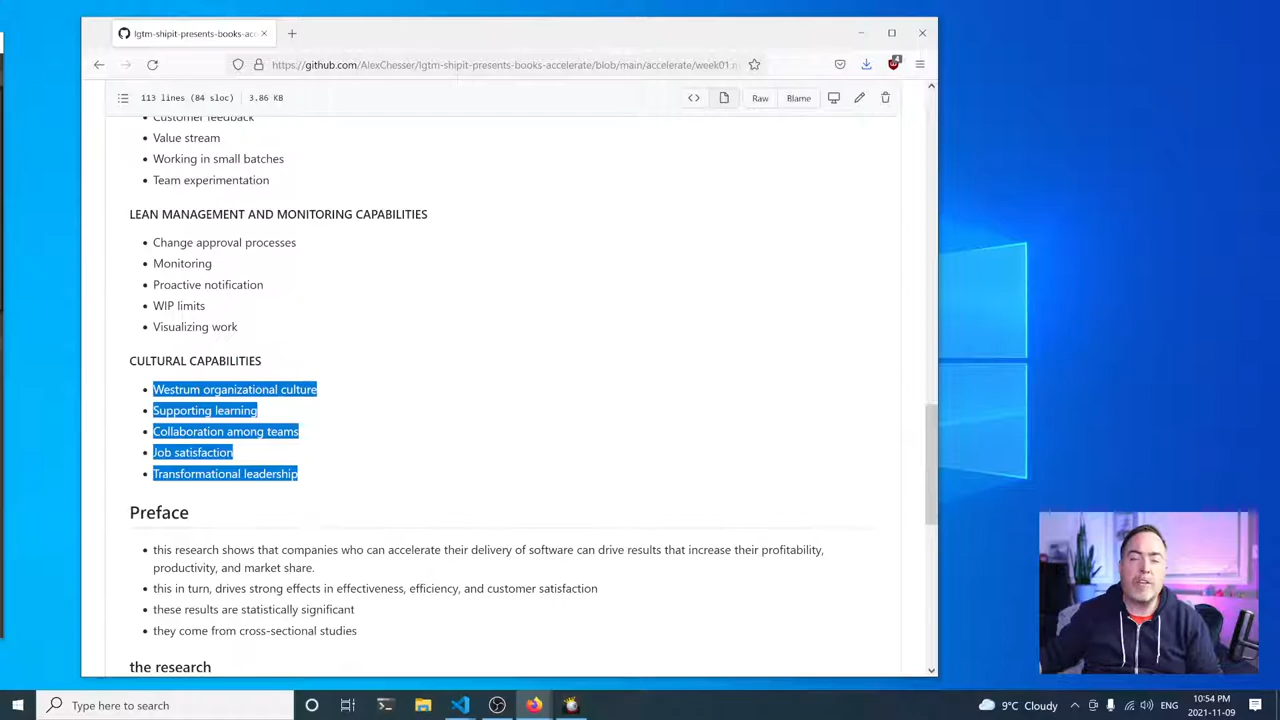 lgtm-shipit-presents-books-acc
https://github.com/AlexChesser/lgtm-shipit-presents-books-accelerate/blob/main/accelerate/week01.m
4
113 lines (84 sloc) 3.86 KB
Raw
Blame
Customer feedback
Value stream
Working in small batches
Team experimentation
LEAN MANAGEMENT AND MONITORING CAPABILITIES
Change approval processes
Monitoring
Proactive notification
WIP limits
Visualizing work
CULTURAL CAPABILITIES
Westrum organizational culture
Supporting learning
Collaboration among teams
Job satisfaction
Transformational leadership
Preface
this research shows that companies who can accelerate their delivery of software can drive results that increase their profitability,
productivity, and market share.
this in turn, drives strong effects in effectiveness, efficiency, and customer satisfaction
these results are statistically significant
they come from cross-sectional studies
the research
Type here to search
9°C Cloudy
ENG
10:54 PM
2021-11-09